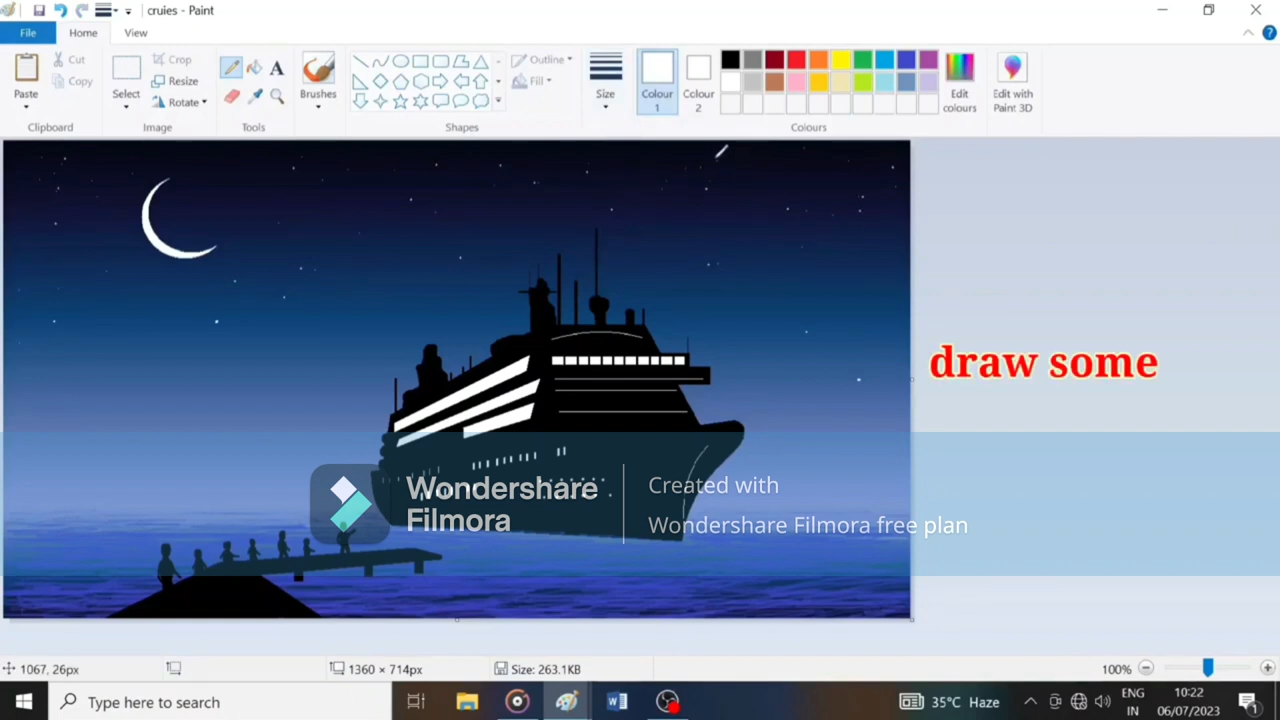 cruies - Paint
File
Home
View
Paste
Cut
Copy
Clipboard
Select
Crop
Resize
Rotate
Image
A
Tools
Brushes
Outline
Fill
Shapes
Size
Colour
1
Colour
2
Edit
colours
Edit with
Paint 3D
Colours
draw some
Wondershare
Filmora
Created with
Wondershare Filmora free plan
1067, 26px
1360 × 714px
Size: 263.1KB
100%
Type here to search
35°C Haze
ENG
IN
10:22
06/07/2023
1